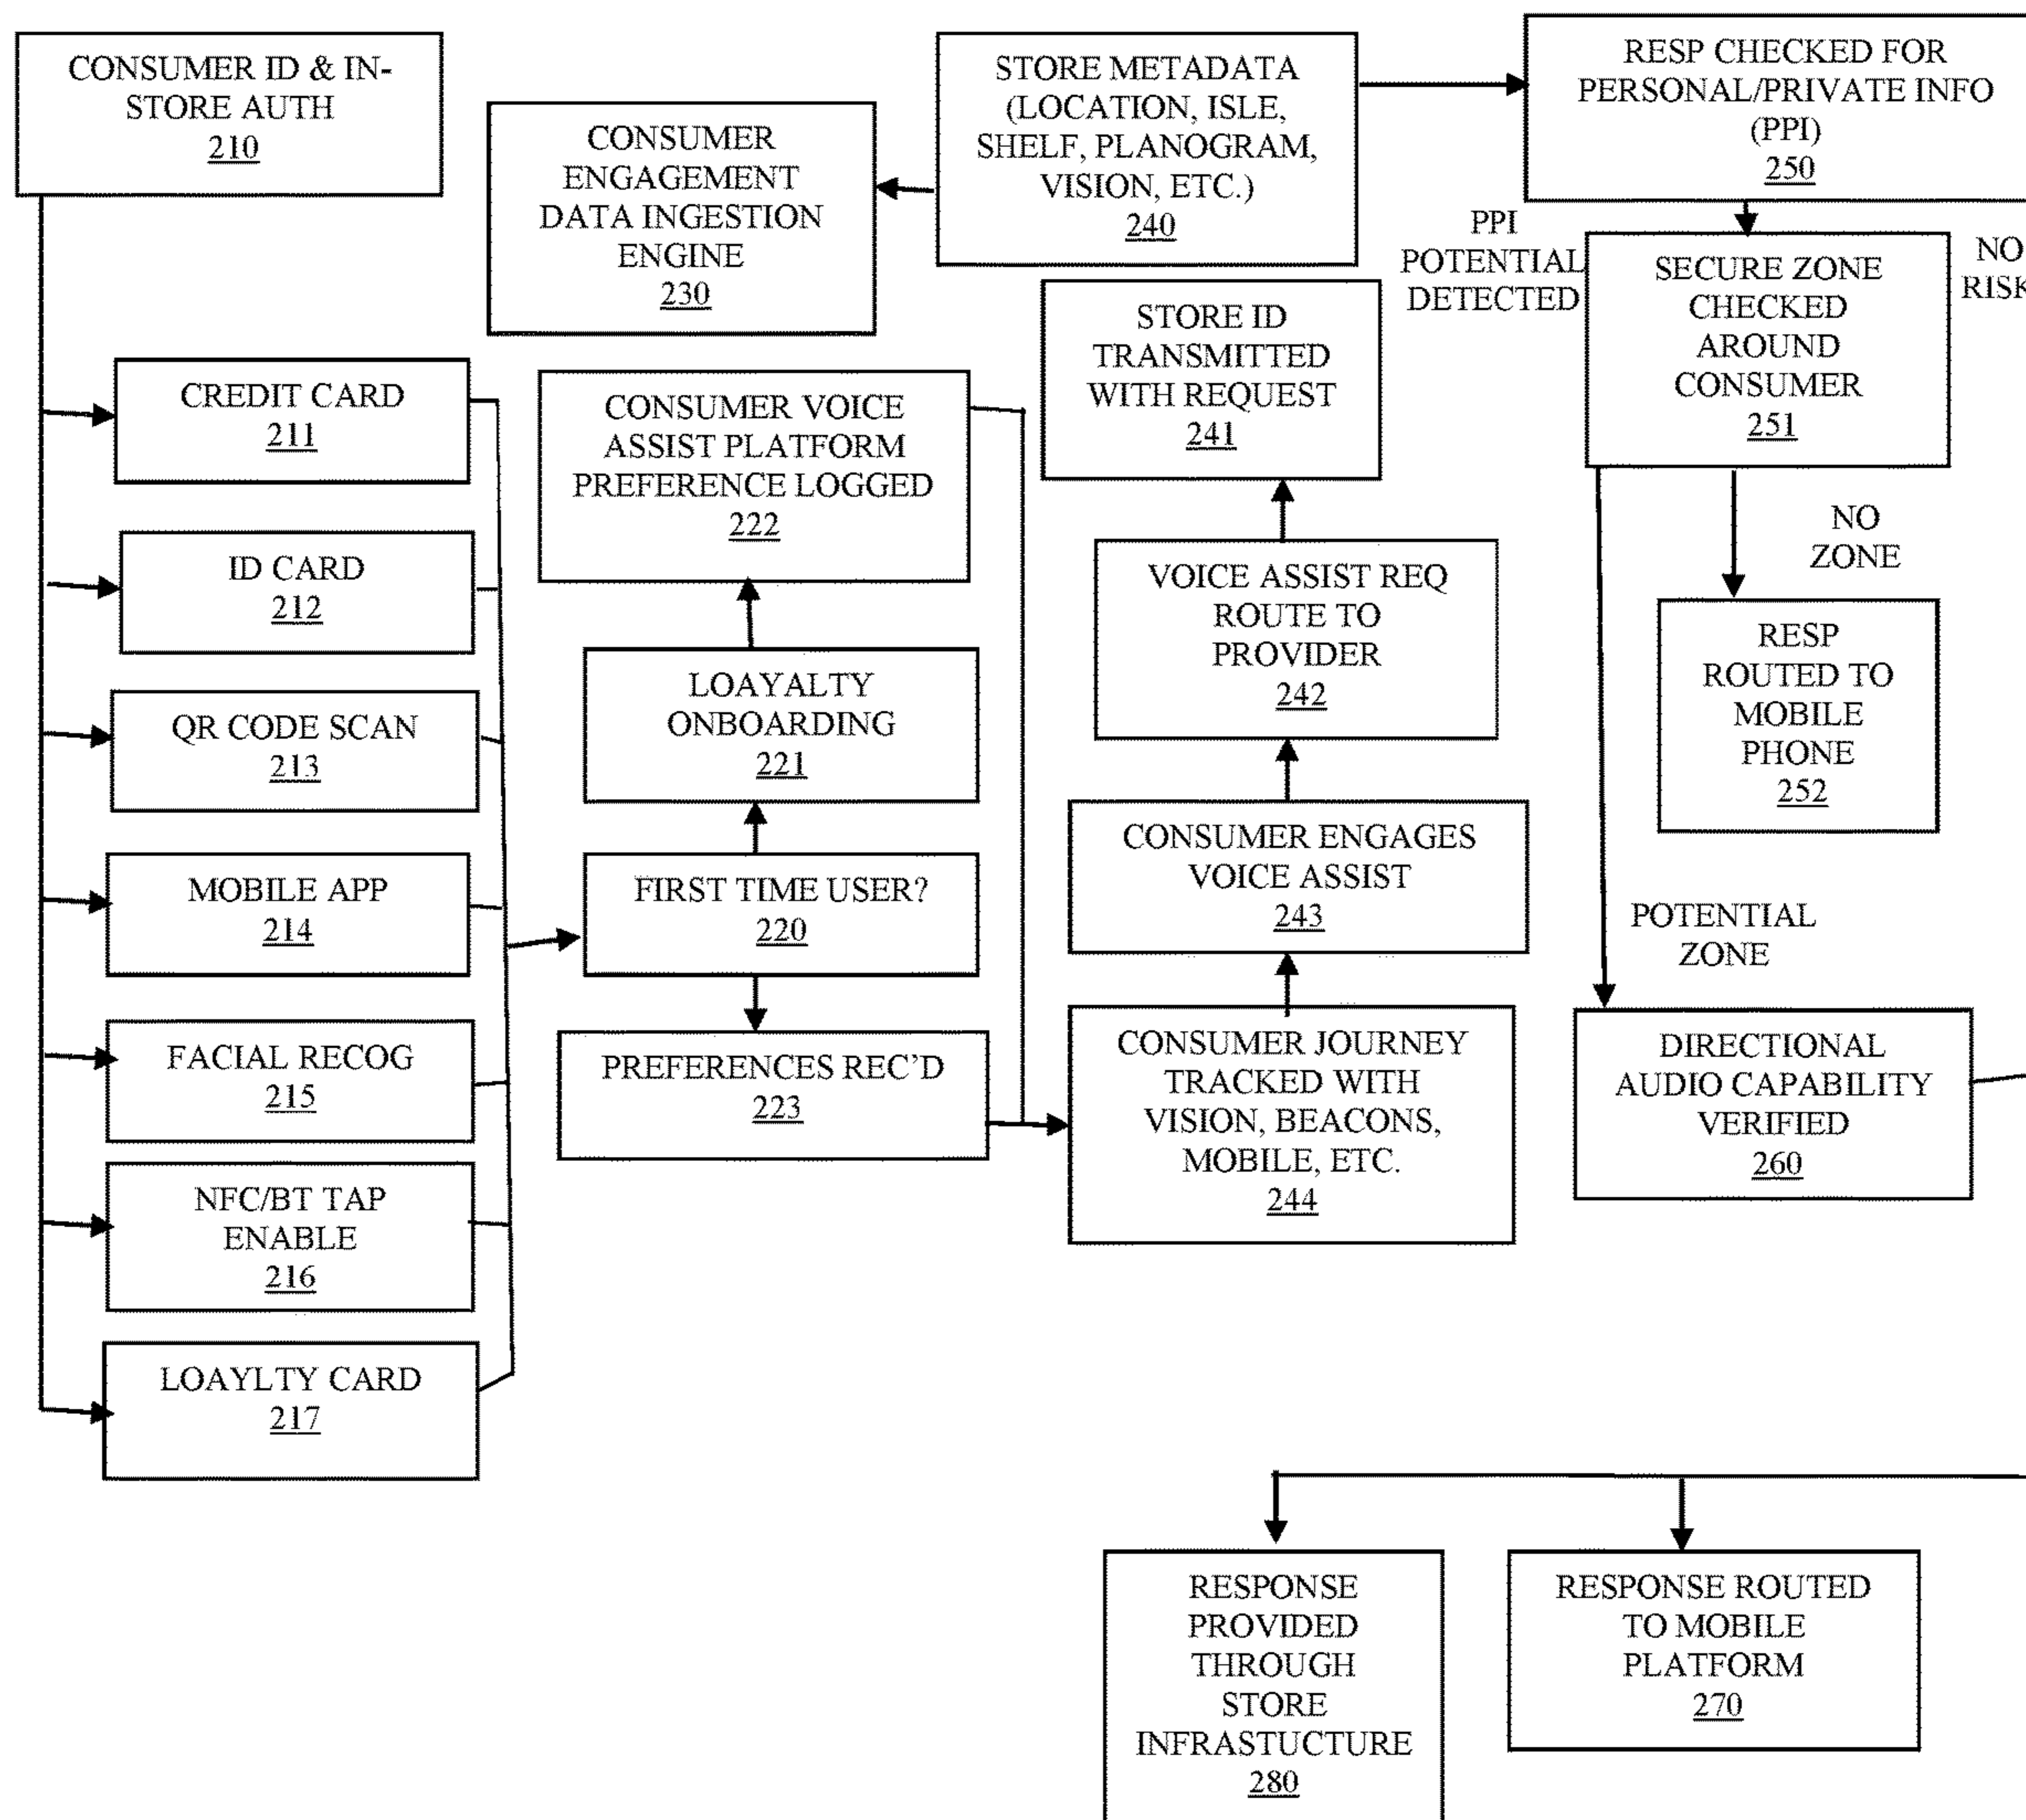 CONSUMER ID & IN-
STORE AUTH
210
CREDIT CARD
211
ID CARD
212
QR CODE SCAN
213
MOBILE APP
214
FACIAL RECOG
215
NFC/BT TAP
ENABLE
216
LOAYLTY CARD
217
CONSUMER
ENGAGEMENT
DATA INGESTION
ENGINE
230
CONSUMER VOICE
ASSIST PLATFORM
PREFERENCE LOGGED
222
LOAYALTY
ONBOARDING
221
FIRST TIME USER?
220
PREFERENCES REC'D
223
STORE METADATA
(LOCATION, ISLE,
SHELF, PLANOGRAM,
VISION, ETC.)
240
STORE ID
TRANSMITTED
WITH REQUEST
241
VOICE ASSIST REQ
ROUTE TO
PROVIDER
242
CONSUMER ENGAGES
VOICE ASSIST
243
CONSUMER JOURNEY
TRACKED WITH
VISION, BEACONS,
MOBILE, ETC.
244
RESP CHECKED FOR
PERSONAL/PRIVATE INFO
(PPI)
250
PPI
POTENTIAL
DETECTED
SECURE ZONE
CHECKED
AROUND
CONSUMER
251
NO
RISK
NO
ZONE
RESP
ROUTED TO
MOBILE
PHONE
252
POTENTIAL
ZONE
DIRECTIONAL
AUDIO CAPABILITY
VERIFIED
260
RESPONSE
PROVIDED
THROUGH
STORE
INFRASTUCTURE
280
RESPONSE ROUTED
TO MOBILE
PLATFORM
270